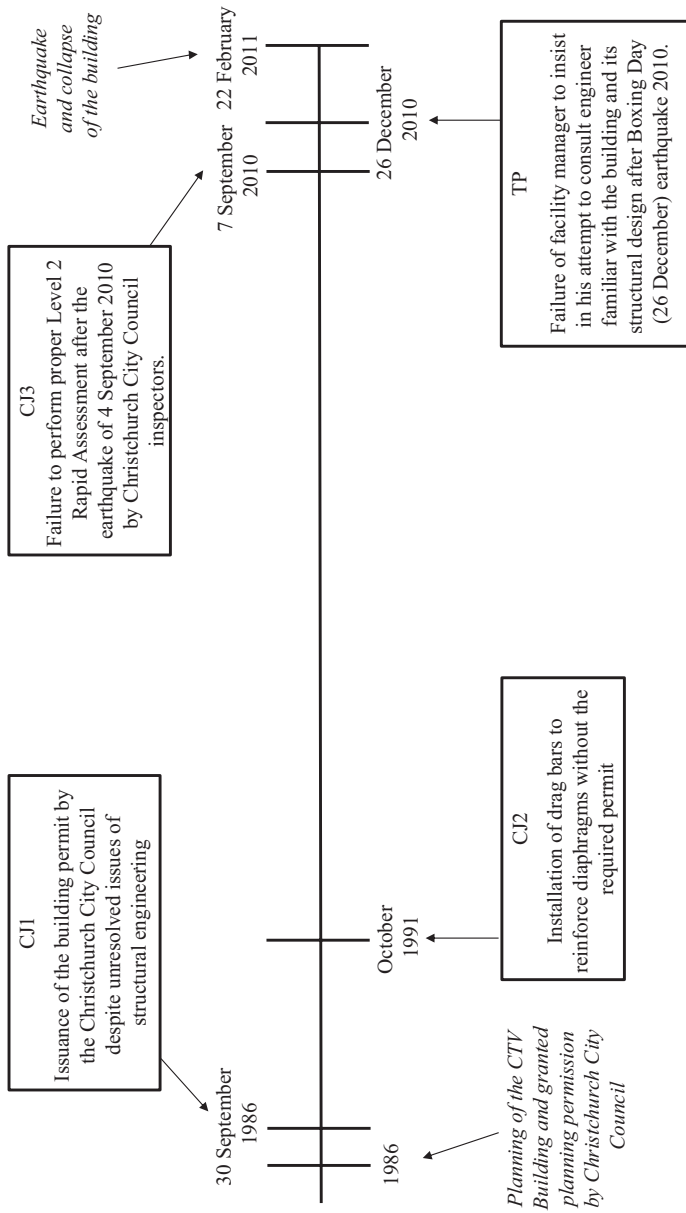 CJ1
Issuance of the building permit by
the Christchurch City Council
despite unresolved issues of
structural engineering
CJ3
Failure to perform proper Level 2
Rapid Assessment after the
earthquake of 4 September 2010
by Christchurch City Council
inspectors.
Earthquake
and collapse
of the building
30 September
1986
7 September
2010
22 February
2011
1986
October
1991
26 December
2010
Planning of the CTV
Building and granted
planning permission
by Christchurch City
Council
CJ2
Installation of drag bars to
reinforce diaphragms without the
required permit
TP
Failure of facility manager to insist
in his attempt to consult engineer
familiar with the building and its
structural design after Boxing Day
(26 December) earthquake 2010.